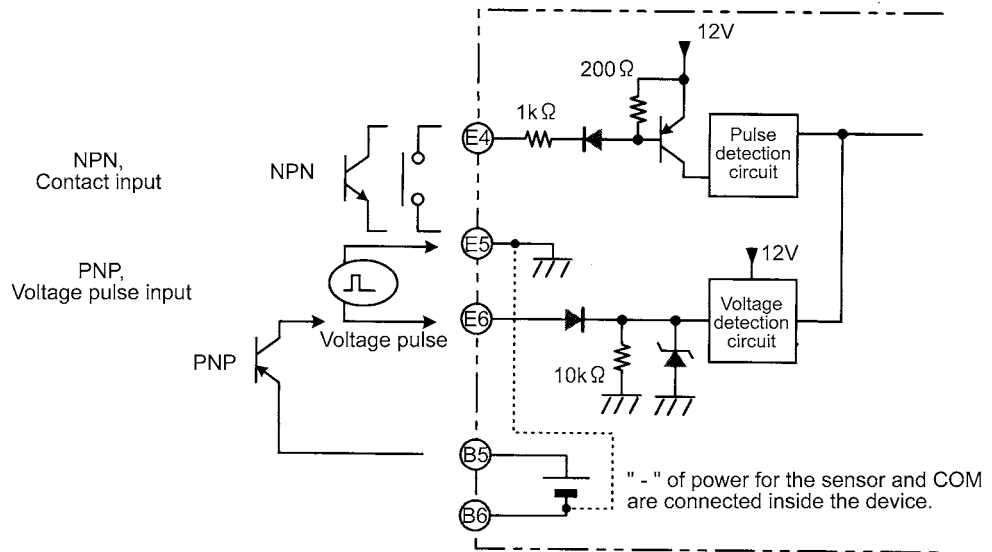 12V
200Ω
1kΩ
E4
Pulse
detection
circuit
NPN,
Contact input
NPN
E5
12V
PNP,
Voltage pulse input
E6
Voltage
detection
circuit
Voltage pulse
PNP
10kΩ
B5
" - " of power for the sensor and COM
are connected inside the device.
B6